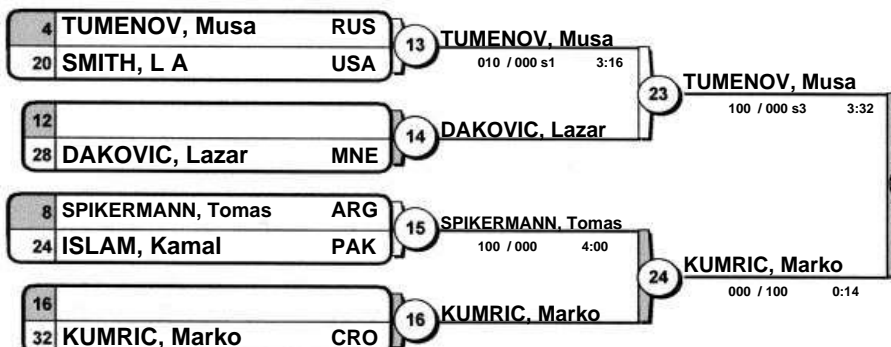 4 TUMENOV, Musa RUS
20 SMITH, L A USA
13 TUMENOV, Musa
010 / 000 s1 3:16
12
28 DAKOVIC, Lazar MNE
14 DAKOVIC, Lazar
23 TUMENOV, Musa
100 / 000 s3 3:32
8 SPIKERMANN, Tomas ARG
24 ISLAM, Kamal PAK
15 SPIKERMANN, Tomas
100 / 000 4:00
16
32 KUMRIC, Marko CRO
16 KUMRIC, Marko
24 KUMRIC, Marko
000 / 100 0:14